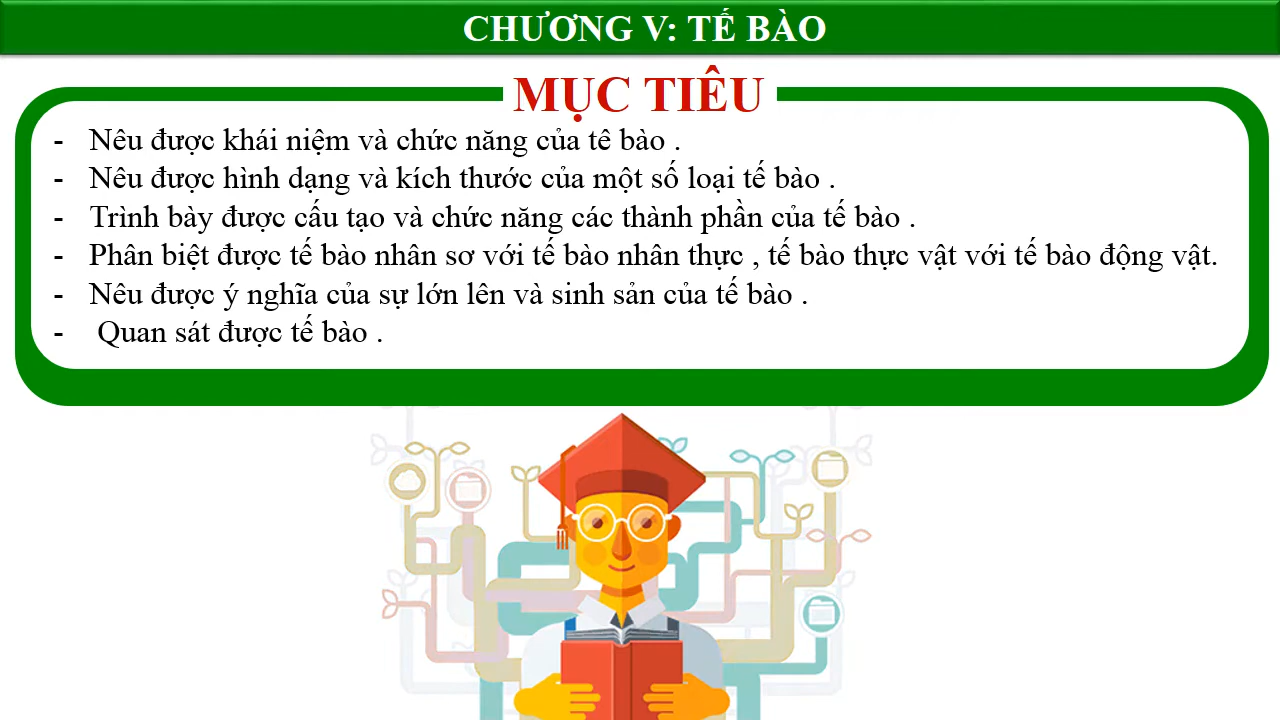 CHƯƠNG V: TẾ BÀO
MỤC TIÊU
- Nêu được khái niệm và chức năng của tê bào .
- Nêu được hình dạng và kích thước của một số loại tế bào .
- Trình bày được cấu tạo và chức năng các thành phần của tế bào .
- Phân biệt được tế bào nhân sơ với tế bào nhân thực , tế bào thực vật với tế bào động vật.
- Nêu được ý nghĩa của sự lớn lên và sinh sản của tế bào .
- Quan sát được tế bào .